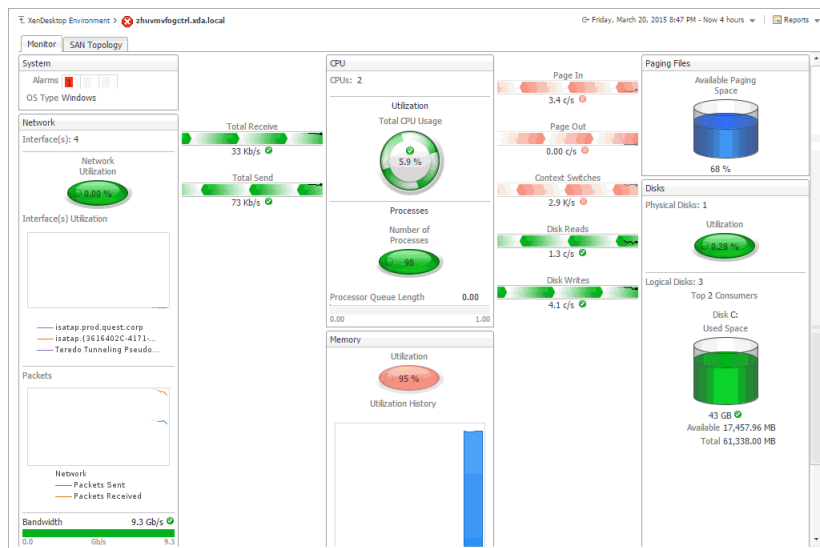 XenDesktop Environment > zhuvmvfogctrl.xda.local
Friday, March 20, 2015 8:47 PM - Now 4 hours
Reports
Monitor
SAN Topology
System
Alarms 1
OS Type Windows
Network
Interface(s): 4
Network
Utilization
0.00 %
Interface(s) Utilization
isatap.prod.quest.corp
isatap.{3616402C-4171-...
Teredo Tunneling Pseudo...
Packets
Network
Packets Sent
Packets Received
Bandwidth 9.3 Gb/s
0.0 Gb/s 9.3
Total Receive
33 Kb/s
Total Send
73 Kb/s
CPU
CPUs: 2
Utilization
Total CPU Usage
5.9 %
Processes
Number of
Processes
98
Processor Queue Length 0.00
0.00 1.00
Memory
Utilization
95 %
Utilization History
Page In
3.4 c/s
Page Out
0.00 c/s
Context Switches
2.9 K/s
Disk Reads
1.3 c/s
Disk Writes
4.1 c/s
Paging Files
Available Paging
Space
68 %
Disks
Physical Disks: 1
Utilization
0.28 %
Logical Disks: 3
Top 2 Consumers
Disk C:
Used Space
43 GB
Available 17,457.96 MB
Total 61,338.00 MB